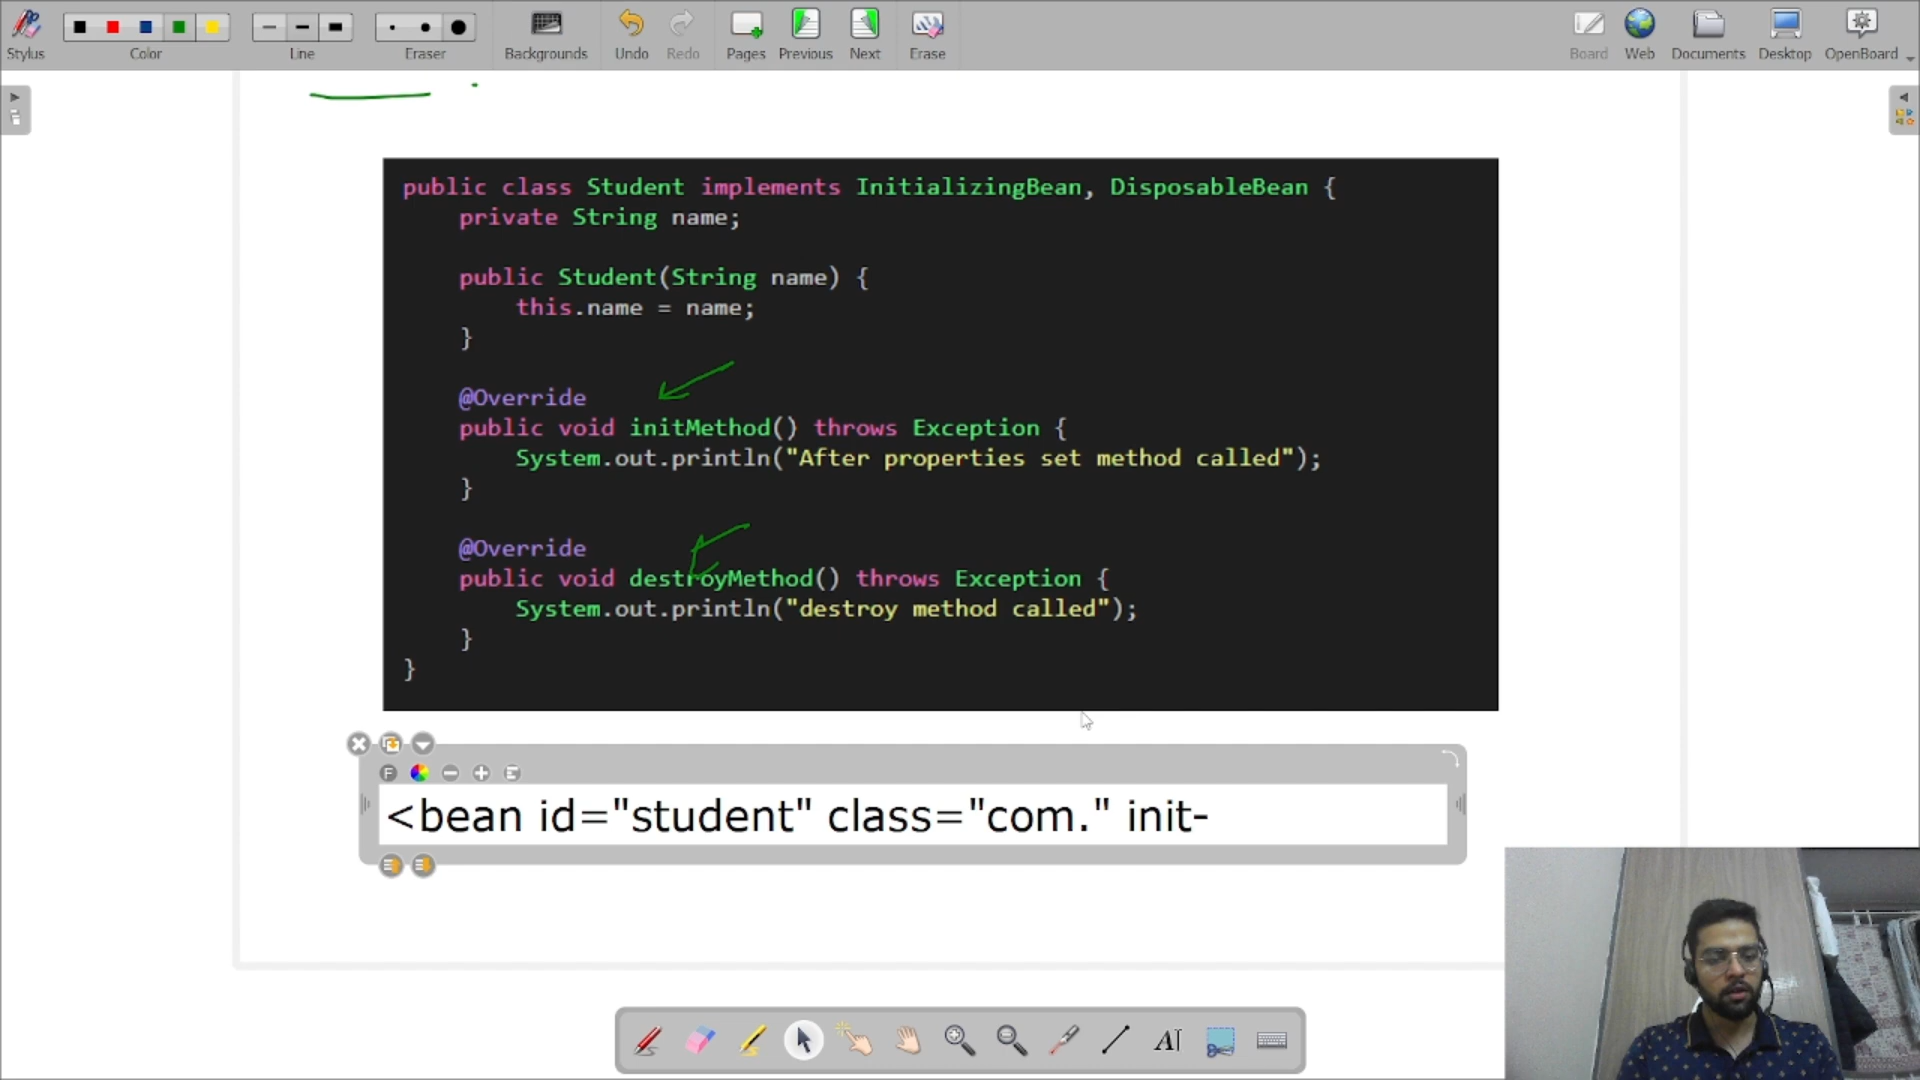 Stylus
Color
Line
Eraser
Backgrounds
Undo
Redo
Pages
Previous
Next
Erase
Board
Web
Documents
Desktop
OpenBoard
public class Student implements InitializingBean, DisposableBean {
private String name;
public Student(String name) {
this.name = name;
}
@Override
public void initMethod() throws Exception {
System.out.println("After properties set method called");
}
@Override
public void destroyMethod() throws Exception {
System.out.println("destroy method called");
}
}
F
<bean id="student" class="com." init-
A